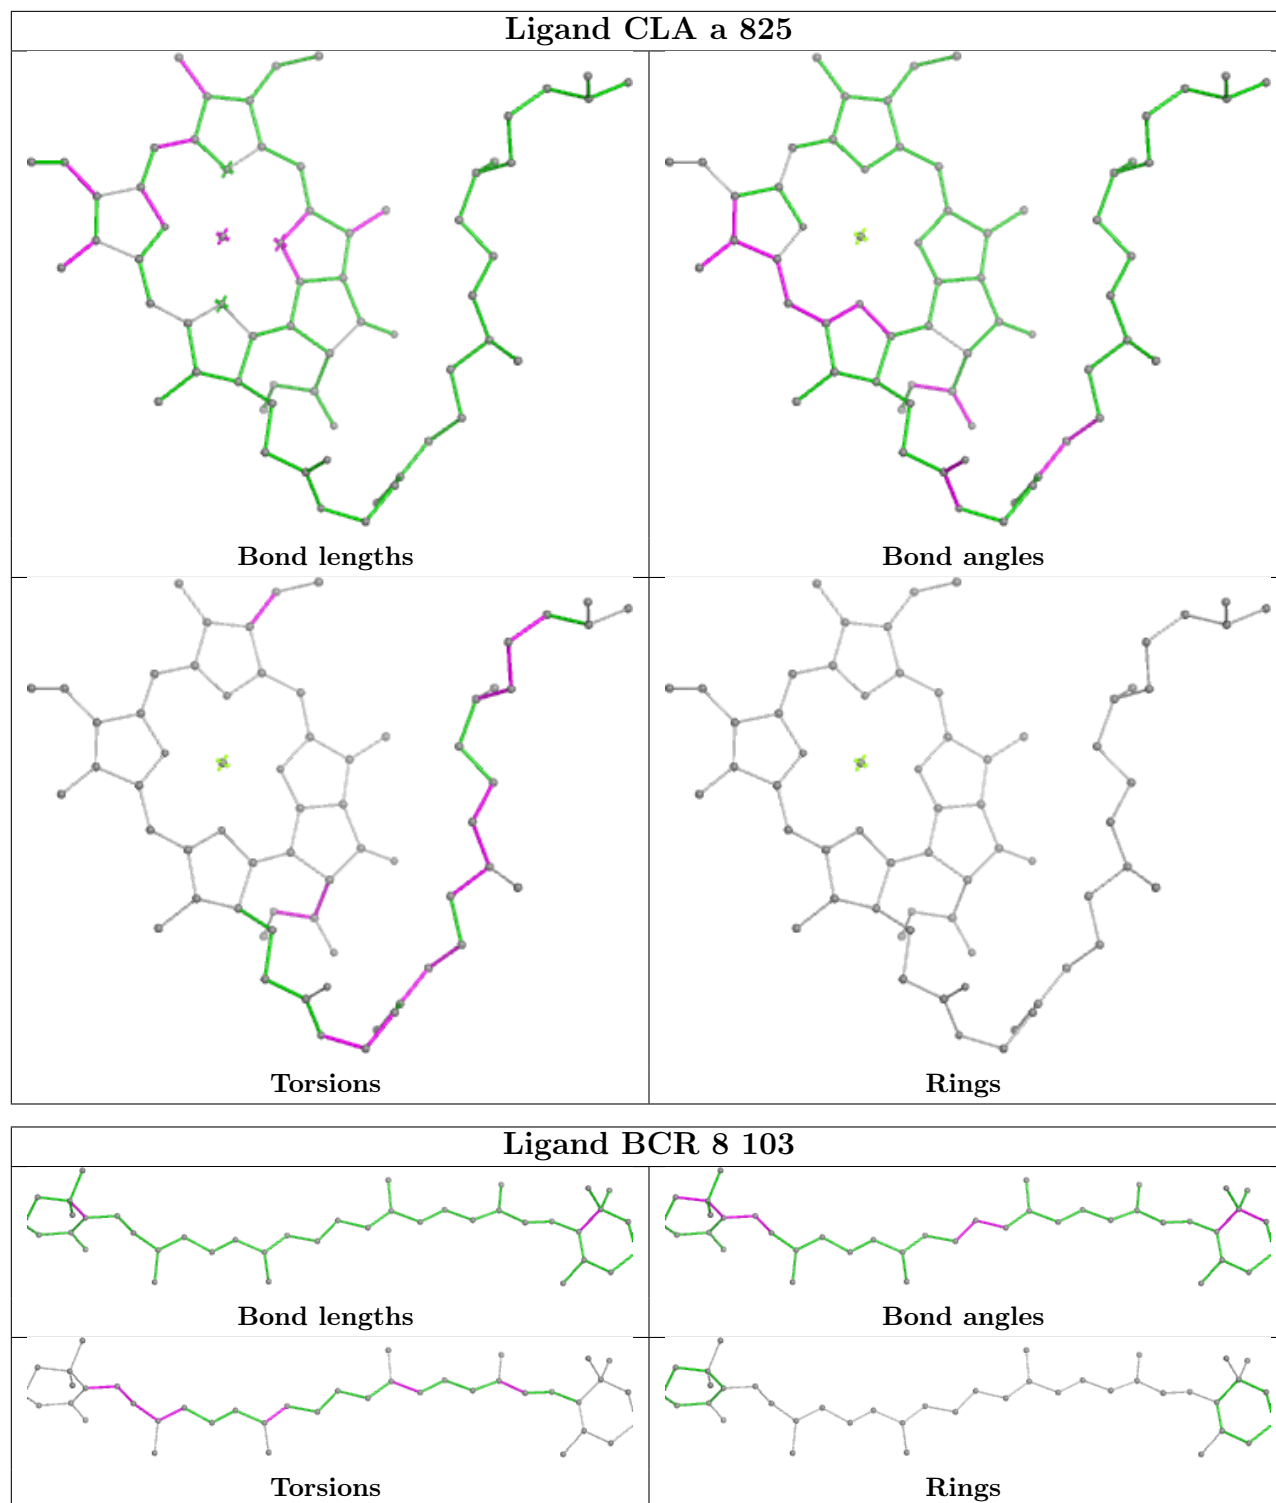 Ligand CLA a 825
Bond lengths
Bond angles
Torsions
Rings
Ligand BCR 8 103
Bond lengths
Bond angles
Torsions
Rings